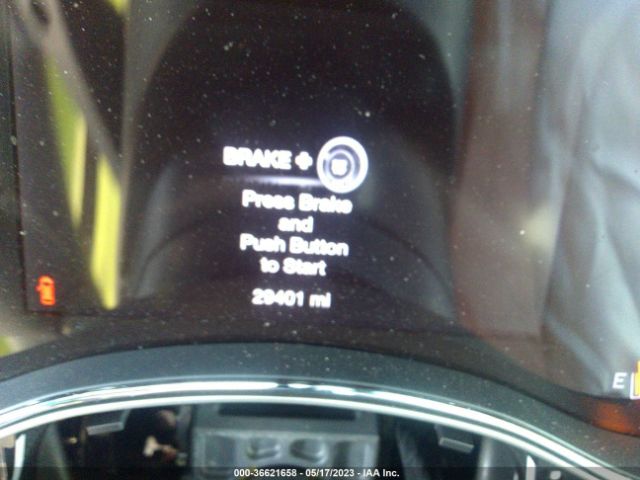 BRAKE +
Press Brake
and
Push Button
to Start
29401 mi
E
000-36621658 - 05/17/2023 - IAA Inc.